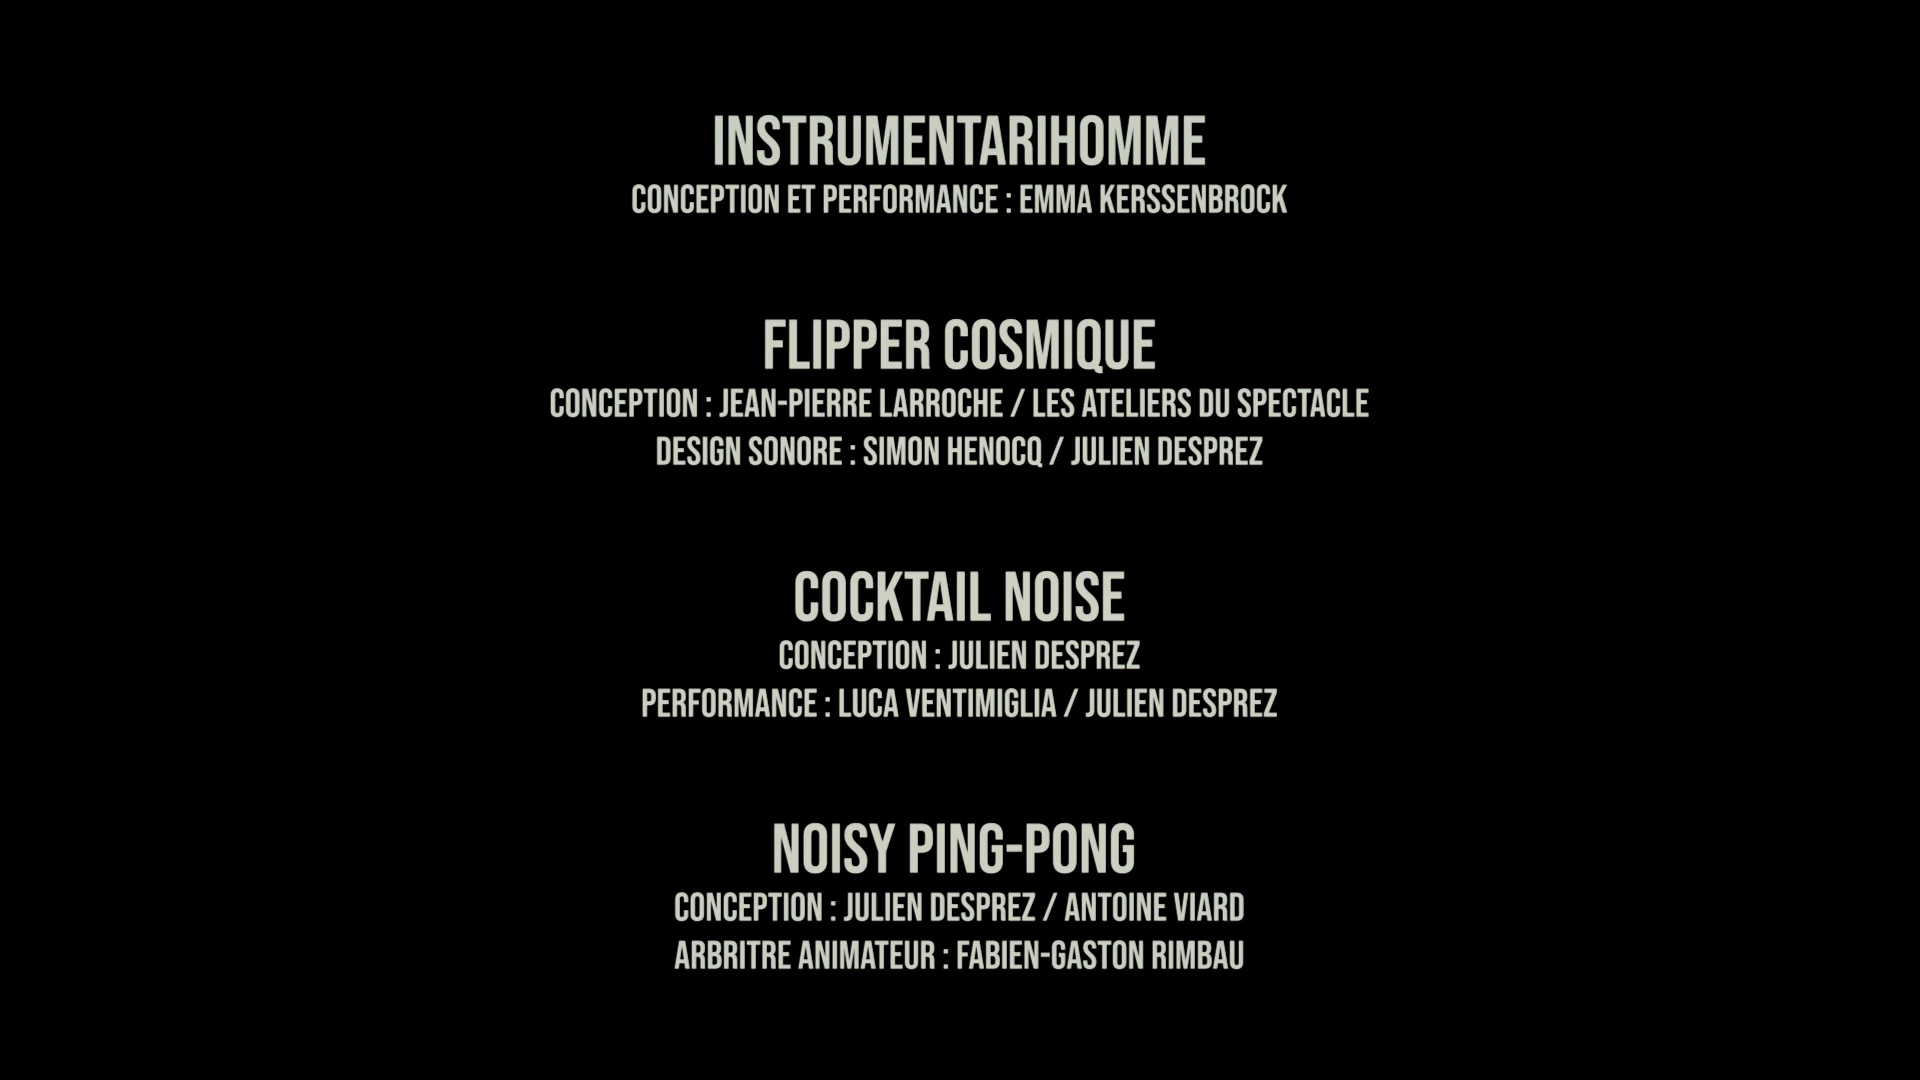 INSTRUMENTARIHOMME
CONCEPTION ET PERFORMANCE : EMMA KERSSENBROCK
FLIPPER COSMIQUE
CONCEPTION : JEAN-PIERRE LARROCHE / LES ATELIERS DU SPECTACLE
DESIGN SONORE : SIMON HENOCQ / JULIEN DESPREZ
COCKTAIL NOISE
CONCEPTION : JULIEN DESPREZ
PERFORMANCE : LUCA VENTIMIGLIA / JULIEN DESPREZ
NOISY PING-PONG
CONCEPTION : JULIEN DESPREZ / ANTOINE VIARD
ARBRITRE ANIMATEUR : FABIEN-GASTON RIMBAU